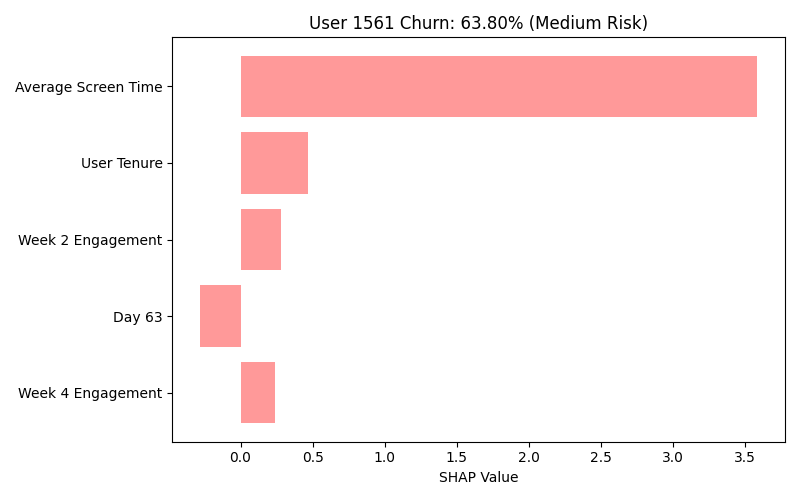 User 1561 Churn: 63.80% (Medium Risk)
Average Screen Time
User Tenure
Week 2 Engagement
Day 63
Week 4 Engagement
0.0 0.5 1.0 1.5 2.0 2.5 3.0 3.5
SHAP Value